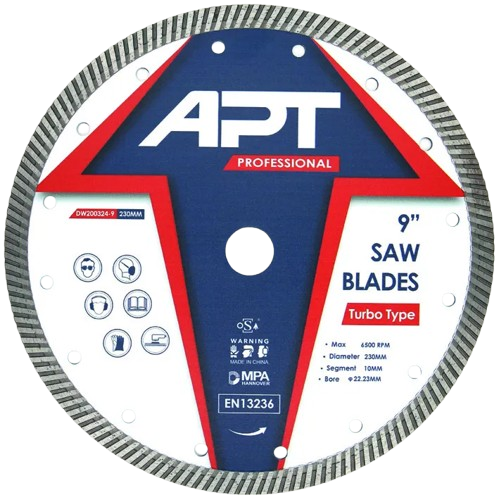 APT
PROFESSIONAL
DW200324-9 230MM
9”
SAW
BLADES
Turbo Type
• Max 6500 RPM
• Diameter 230MM
• Segment 10MM
• Bore Φ22.23MM
oS
WARNING
MADE IN CHINA
MPA
HANNOVER
EN13236